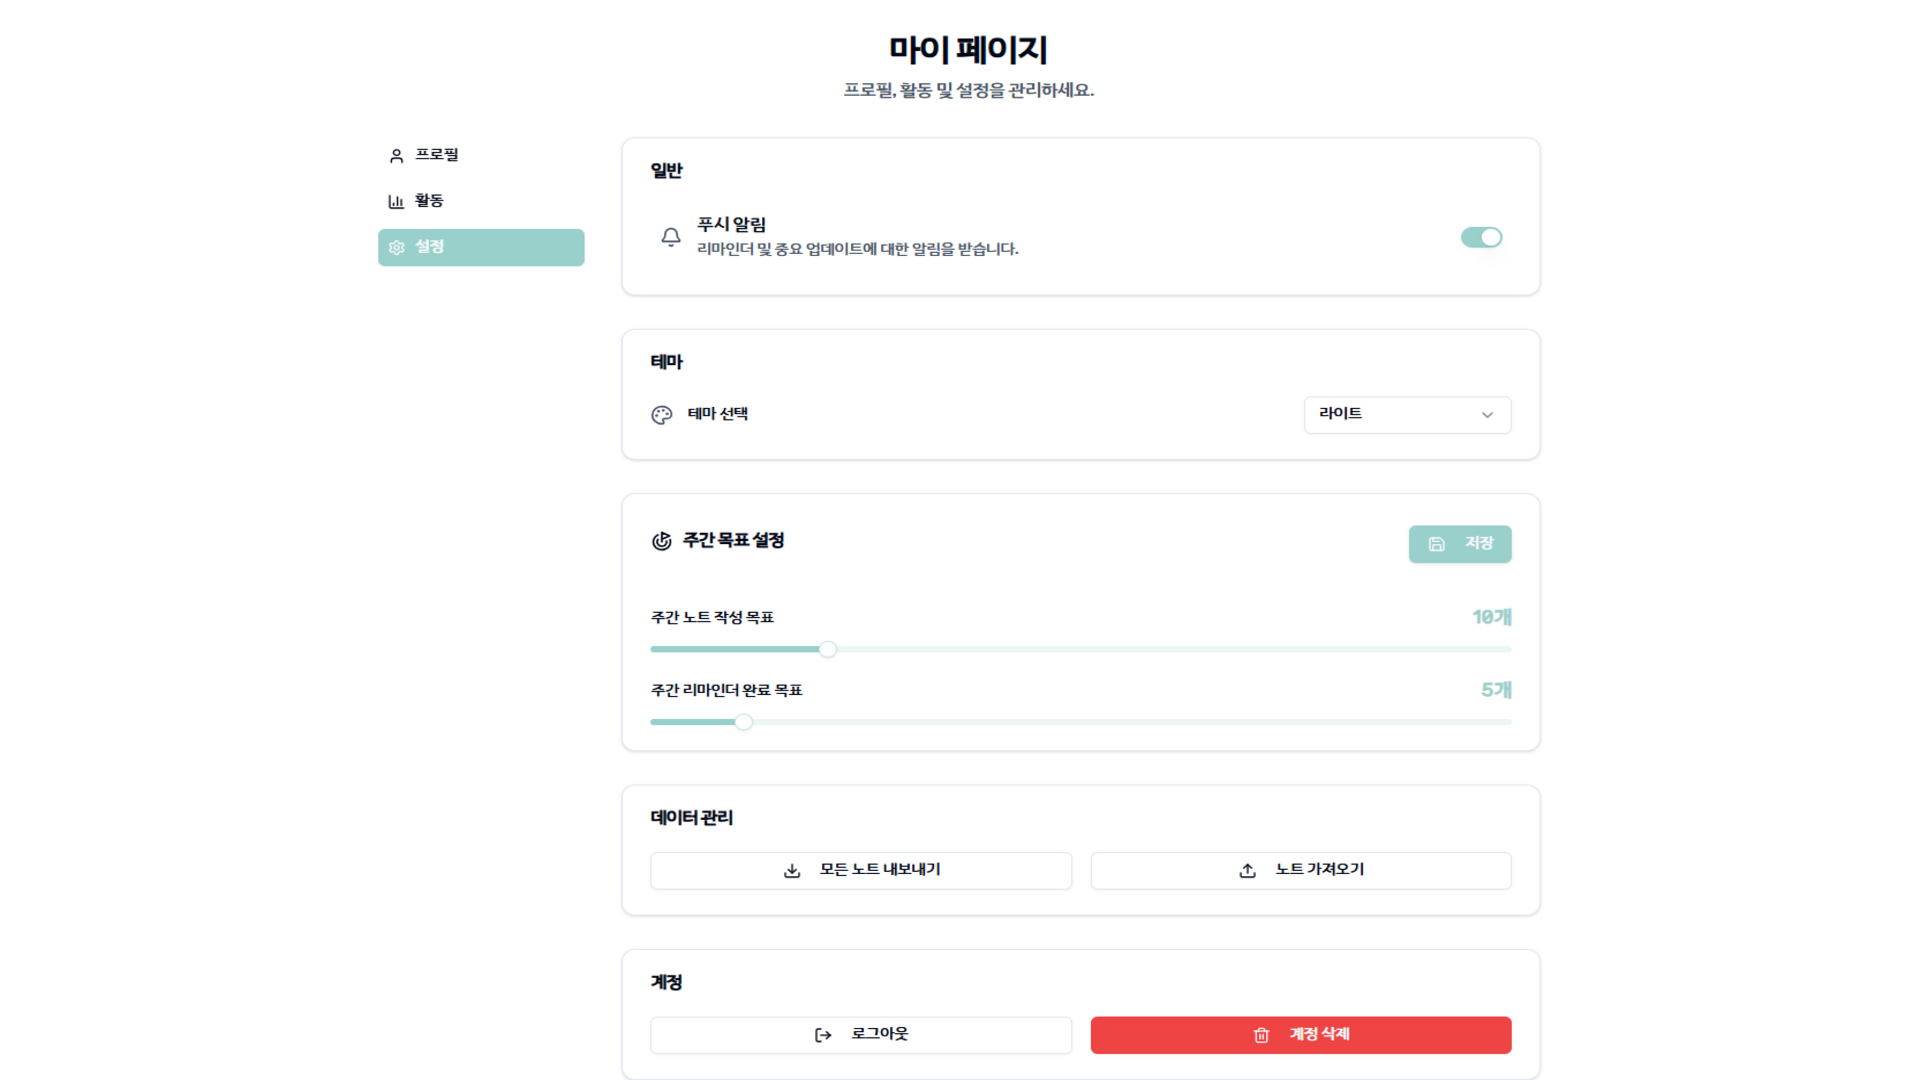 마이 페이지
프로필, 활동 및 설정을 관리하세요.
프로필
활동
설정
일반
푸시 알림
리마인더 및 중요 업데이트에 대한 알림을 받습니다.
테마
테마 선택
라이트
주간 목표 설정
저장
주간 노트 작성 목표
10개
주간 리마인더 완료 목표
5개
데이터 관리
모든 노트 내보내기
노트 가져오기
계정
로그아웃
계정 삭제